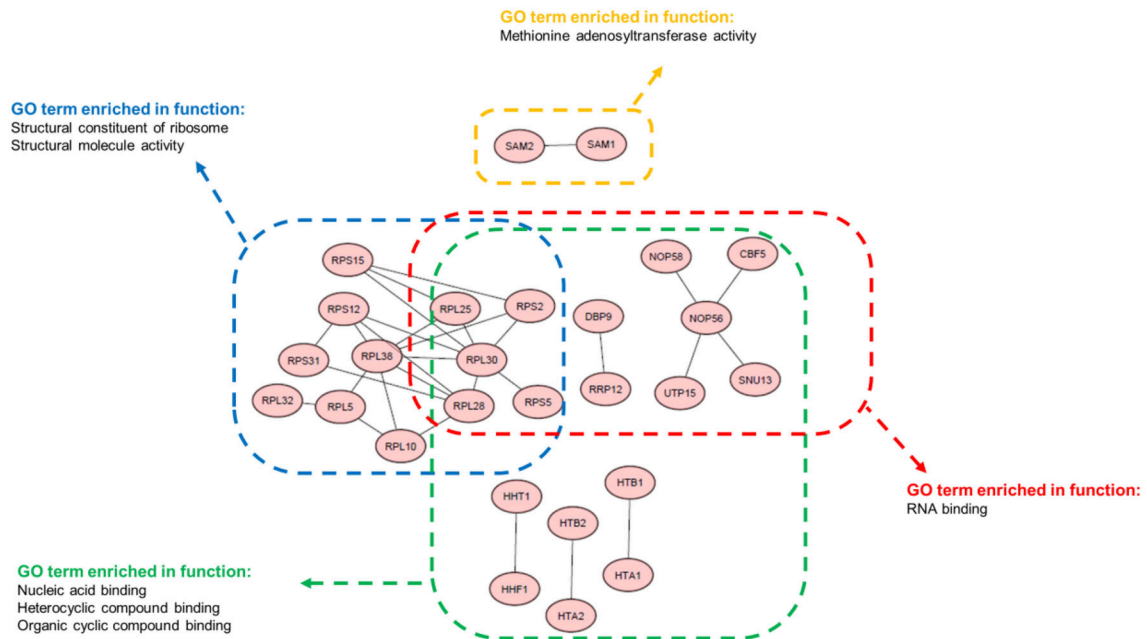 GO term enriched in function:
Methionine adenosyltransferase activity
GO term enriched in function:
Structural constituent of ribosome
Structural molecule activity
SAM2
SAM1
RPS15
NOP58
CBF5
RPS12
RPL25
RPS2
DBP9
NOP56
RPS31
RPL38
RPL30
RRP12
UTP15
SNU13
RPL32
RPL5
RPL28
RPS5
RPL10
GO term enriched in function:
RNA binding
HHT1
HTB2
HTB1
HHF1
HTA2
HTA1
GO term enriched in function:
Nucleic acid binding
Heterocyclic compound binding
Organic cyclic compound binding